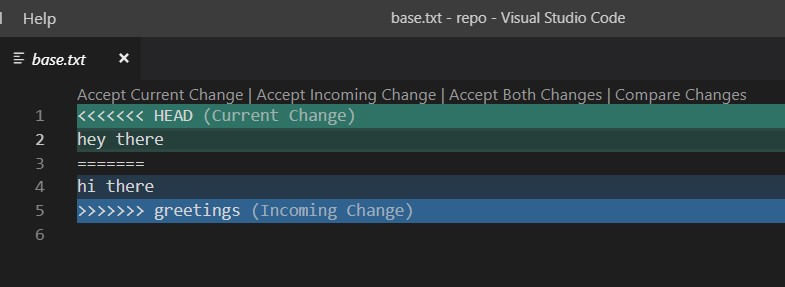 Help
base.txt - repo - Visual Studio Code
base.txt ×
Accept Current Change | Accept Incoming Change | Accept Both Changes | Compare Changes
1 <<<<<<< HEAD (Current Change)
2 hey there
3 =======
4 hi there
5 >>>>>>> greetings (Incoming Change)
6